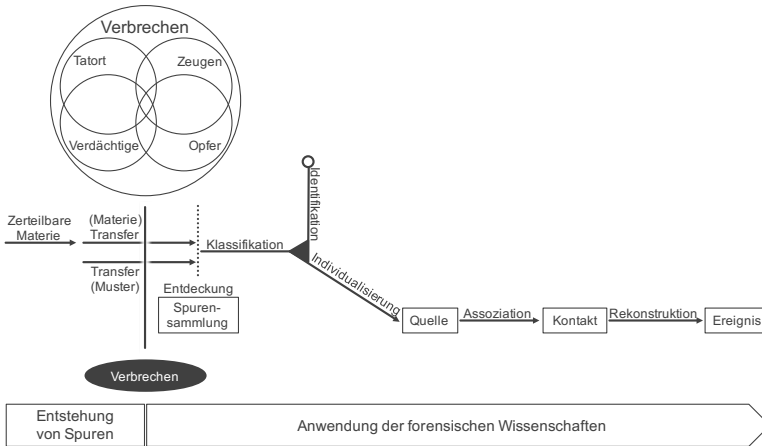 Verbrechen
Tatort
Zeugen
Verdächtige
Opfer
Zerteilbare
Materie
(Materie)
Transfer
Transfer
(Muster)
Entdeckung
Spuren-
sammlung
Klassifikation
Identifikation
Individualisierung
Quelle
Assoziation
Kontakt
Rekonstruktion
Ereignis
Verbrechen
Entstehung
von Spuren
Anwendung der forensischen Wissenschaften